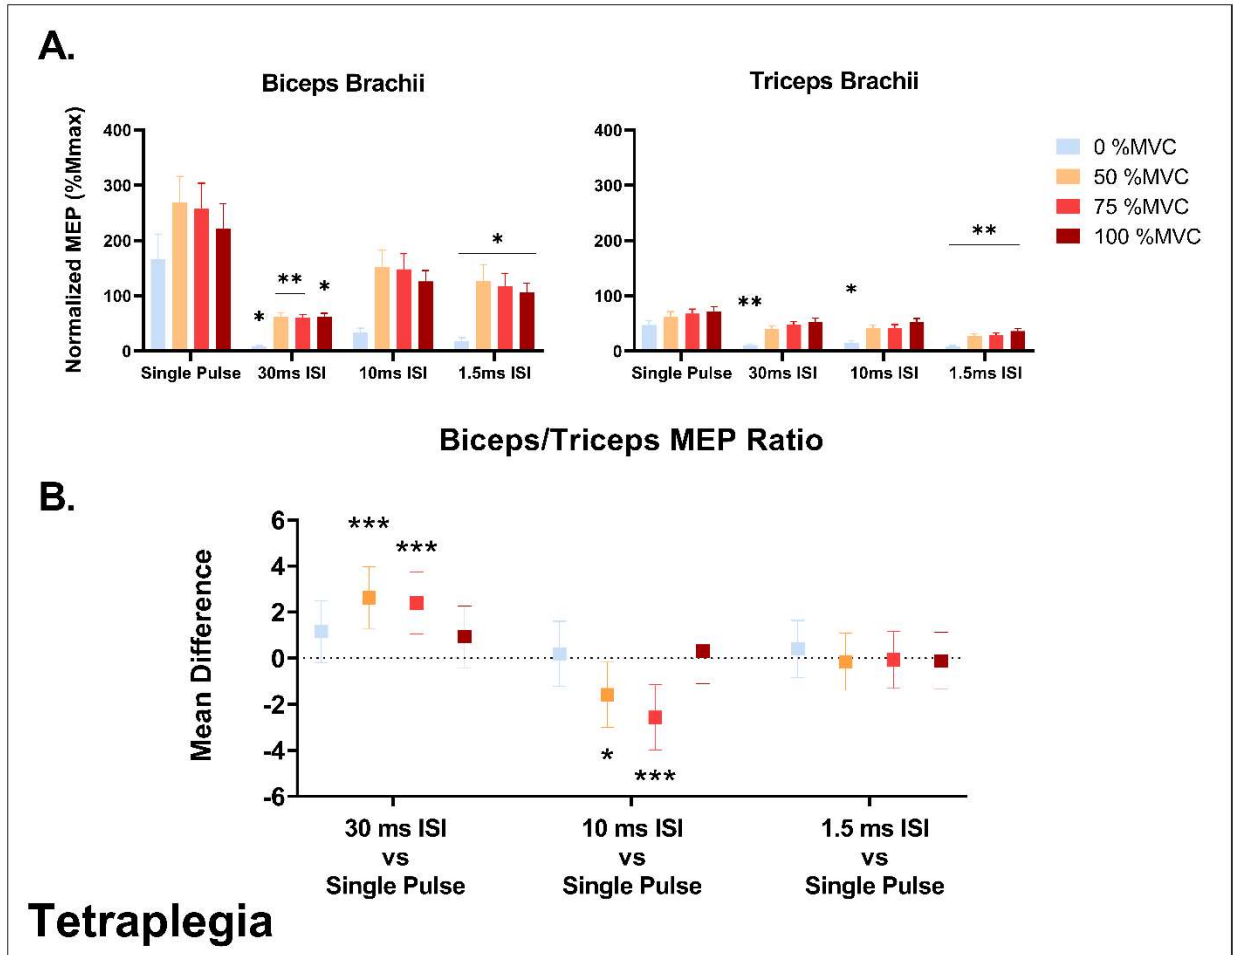 A.
Biceps Brachii
Triceps Brachii
Normalized MEP (%Mmax)
400
300
200
100
0
*
**
*
*
Single Pulse
30ms ISI
10ms ISI
1.5ms ISI
400
300
200
100
0
**
*
**
Single Pulse
30ms ISI
10ms ISI
1.5ms ISI
0 %MVC
50 %MVC
75 %MVC
100 %MVC
Biceps/Triceps MEP Ratio
B.
Mean Difference
6
4
2
0
-2
-4
-6
***
***
*
***
30 ms ISI
vs
Single Pulse
10 ms ISI
vs
Single Pulse
1.5 ms ISI
vs
Single Pulse
Tetraplegia